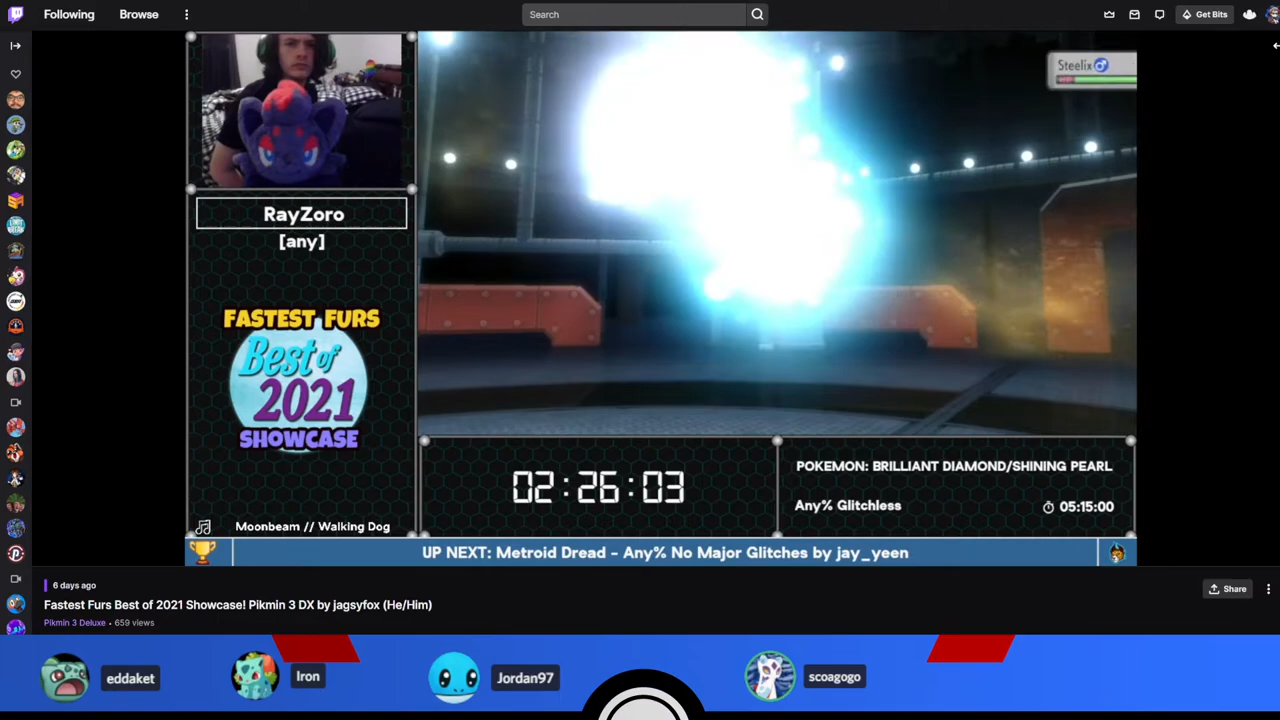 Following
Browse
Search
Get Bits
Steelix♂
RayZoro
[any]
FASTEST FURS
Best of
2021
SHOWCASE
Moonbeam // Walking Dog
02:26:03
POKEMON: BRILLIANT DIAMOND/SHINING PEARL
Any% Glitchless
05:15:00
UP NEXT: Metroid Dread - Any% No Major Glitches by jay_yeen
6 days ago
Share
Fastest Furs Best of 2021 Showcase! Pikmin 3 DX by jagsyfox (He/Him)
Pikmin 3 Deluxe • 659 views
eddaket
Iron
Jordan97
scoagogo